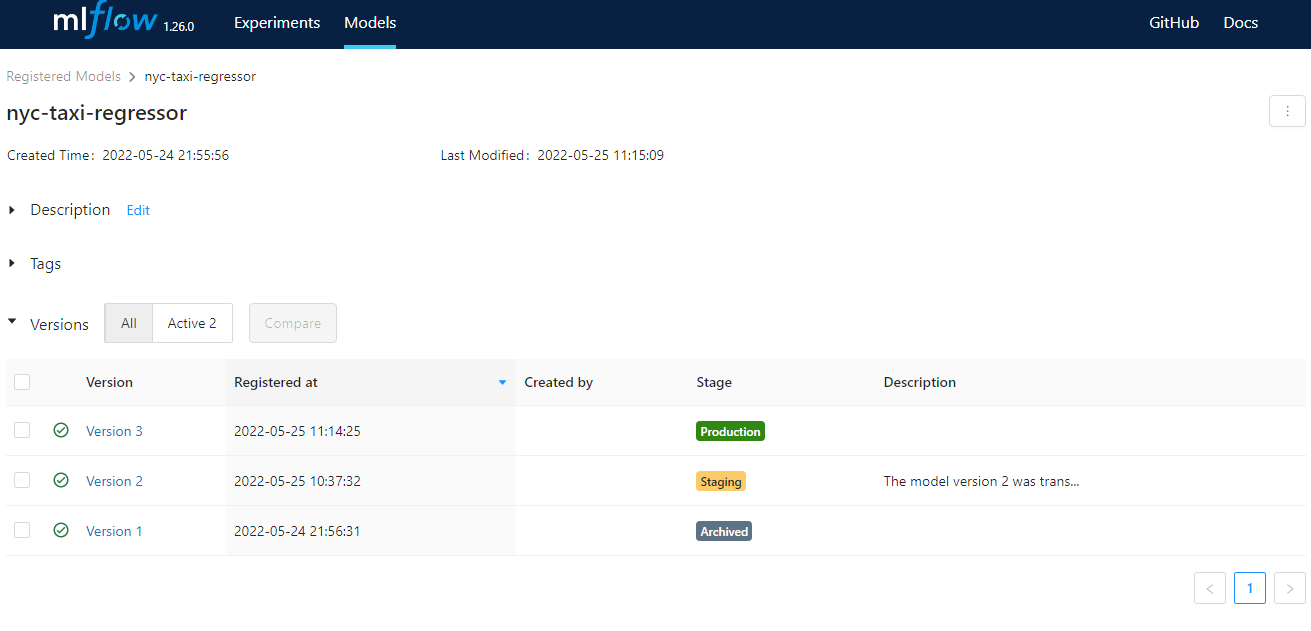 mlflow 1.26.0 Experiments Models GitHub Docs
Registered Models > nyc-taxi-regressor
nyc-taxi-regressor
Created Time: 2022-05-24 21:55:56 Last Modified: 2022-05-25 11:15:09
Description Edit
Tags
Versions All Active 2 Compare
Version Registered at Created by Stage Description
Version 3 2022-05-25 11:14:25 Production
Version 2 2022-05-25 10:37:32 Staging The model version 2 was trans...
Version 1 2022-05-24 21:56:31 Archived
< 1 >